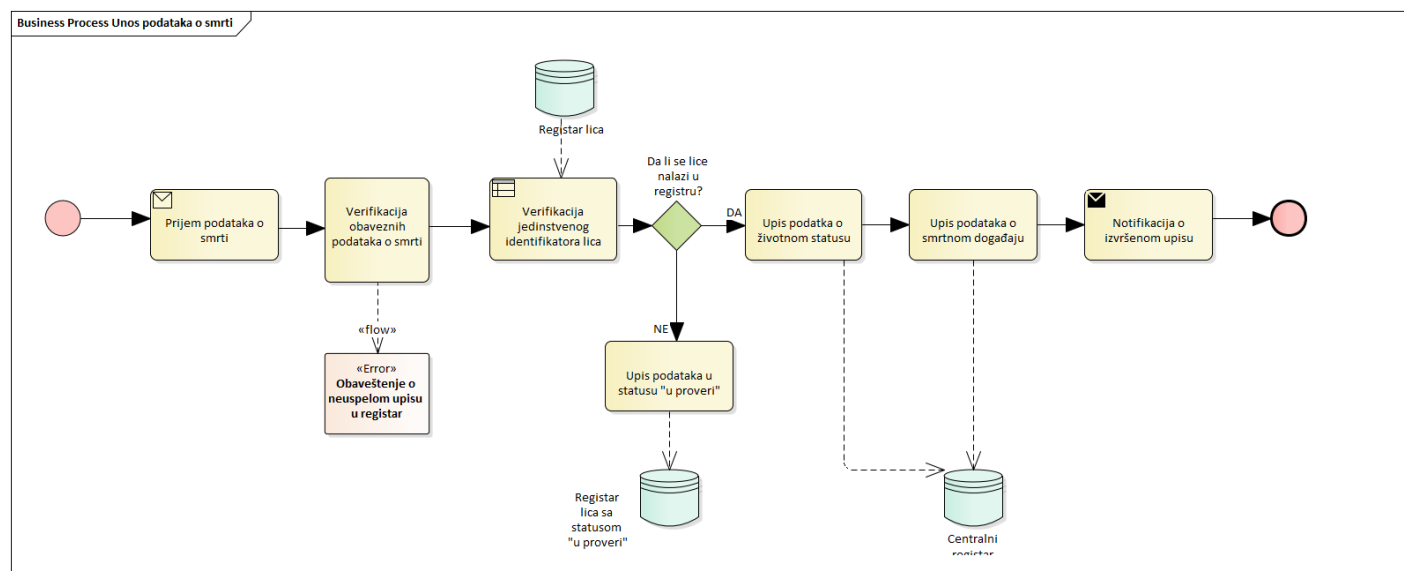 Business Process Unos podataka o smrti
Registar lica
Da li se lice
nalazi u
registru?
Prijem podataka o
smrti
Verifikacija
obaveznih
podataka o smrti
Verifikacija
jedinstvenog
identifikatora lica
DA
Upis podatka o
životnom statusu
Upis podataka o
smrtnom događaju
Notifikacija o
izvršenom upisu
«flow»
NE
«Error»
Obaveštenje o
neuspelom upisu
u registar
Upis podataka u
statusu "u proveri"
Registar
lica sa
statusom
"u proveri"
Centralni
registar